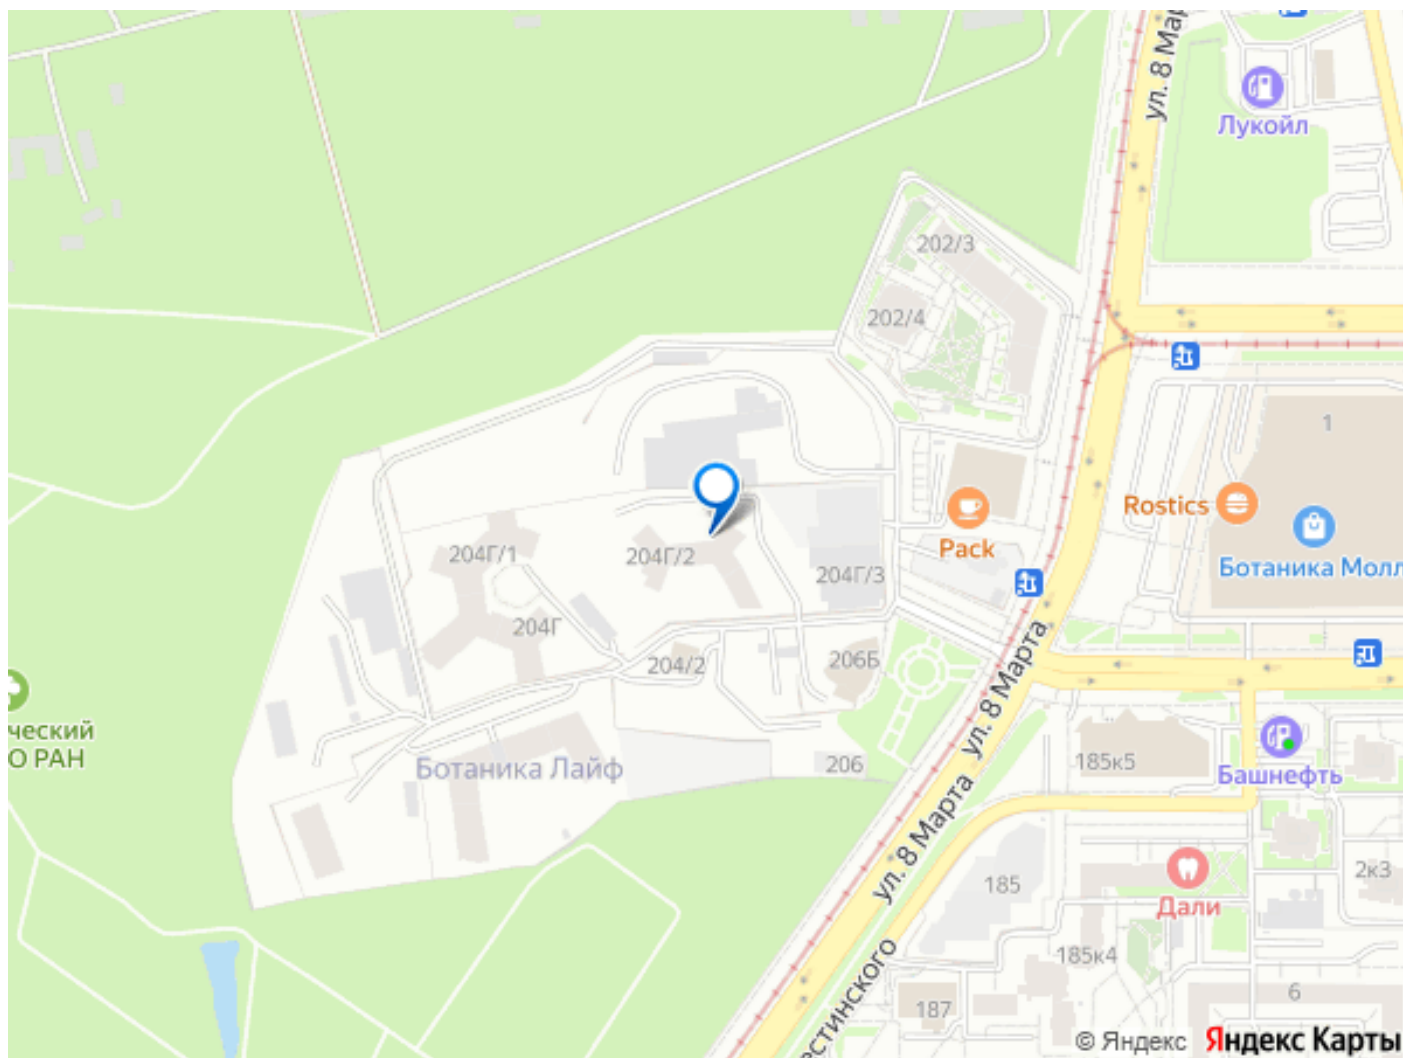 ул. 8 Мар
Лукойл
202/3
202/4
1
Rostics
Ботаника Молл
Pack
204Г/1
204Г/2
204Г/3
204Г
204/2
206Б
ул. 8 Марта
ческий
О РАН
Ботаника Лайф
206
185к5
Башнефть
ул. 8 Марта
185
2к3
Дали
185к4
187
6
естинского
© Яндекс Яндекс Карты